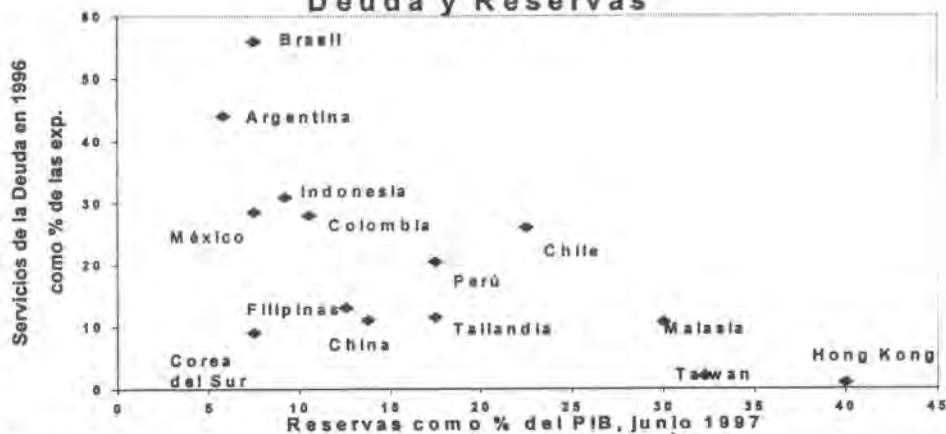 Deuda y Reservas
Servicios de la Deuda en 1996
como % de las exp.
60
50
40
30
20
10
0
Brasil
Argentina
Indonesia
Colombia
México
Chile
Perú
Filipinas
China
Tailandia
Malasia
Corea
del Sur
Taiwan
Hong Kong
0 5 10 15 20 25 30 35 40 45
Reservas como % del PIB, junio 1997